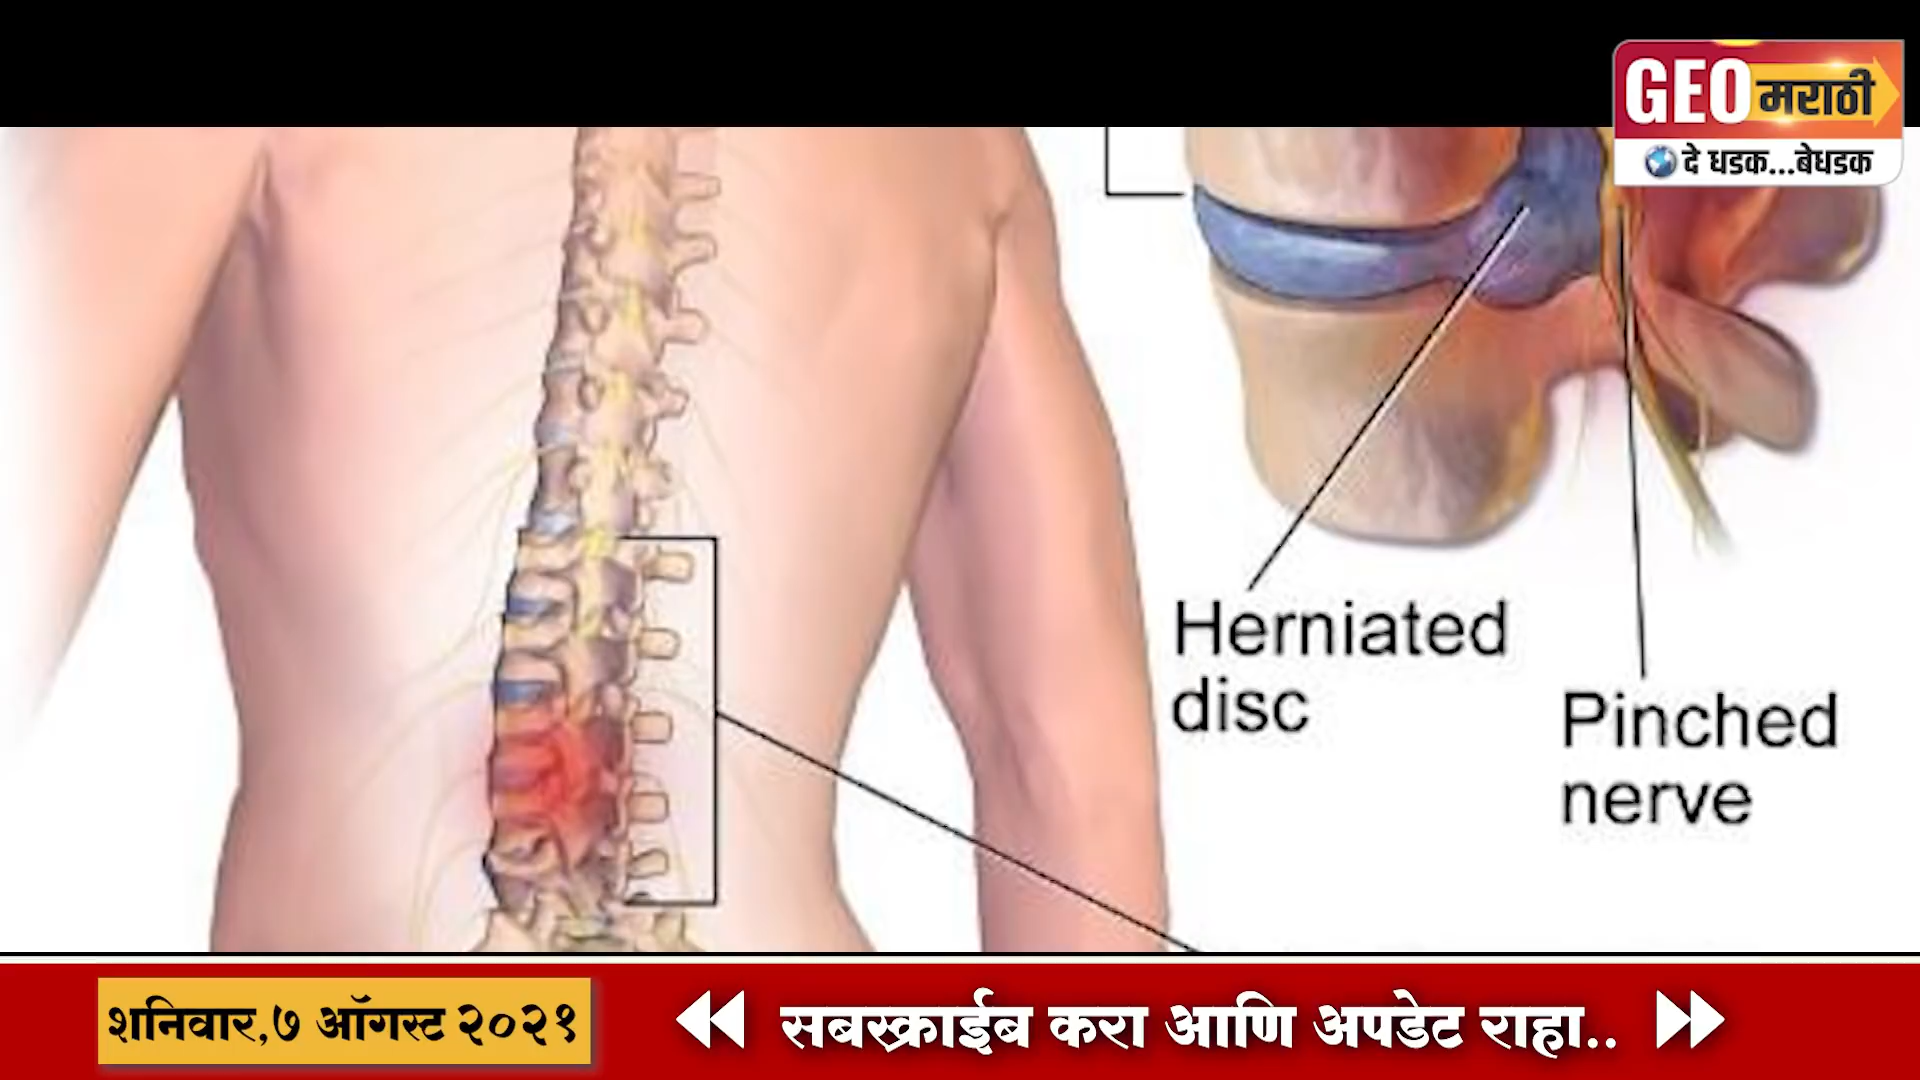 GEO मराठी
दे धडक...बेधडक
Herniated
disc
Pinched
nerve
शनिवार,७ ऑगस्ट २०२१
सबस्क्राईब करा आणि अपडेट राहा..